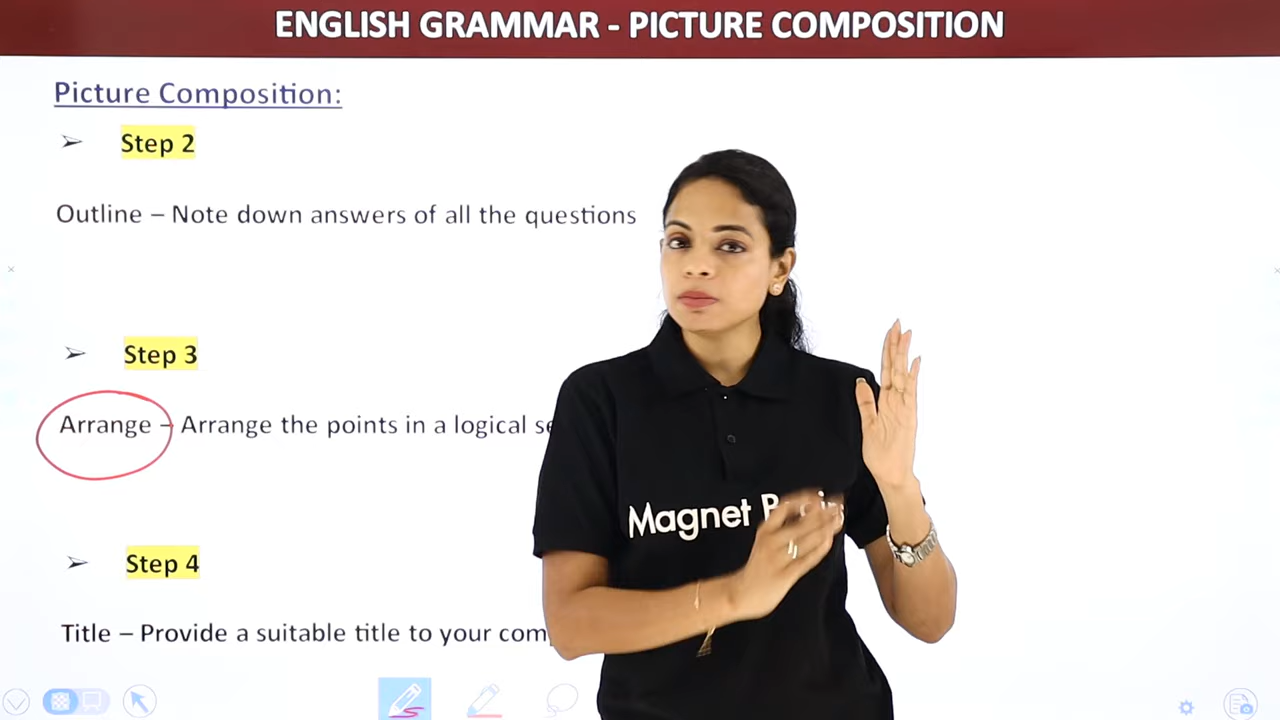 ENGLISH GRAMMAR - PICTURE COMPOSITION
Picture Composition:
➢ Step 2
Outline – Note down answers of all the questions
➢ Step 3
Arrange – Arrange the points in a logical
➢ Step 4
Title – Provide a suitable title to your
Magnet